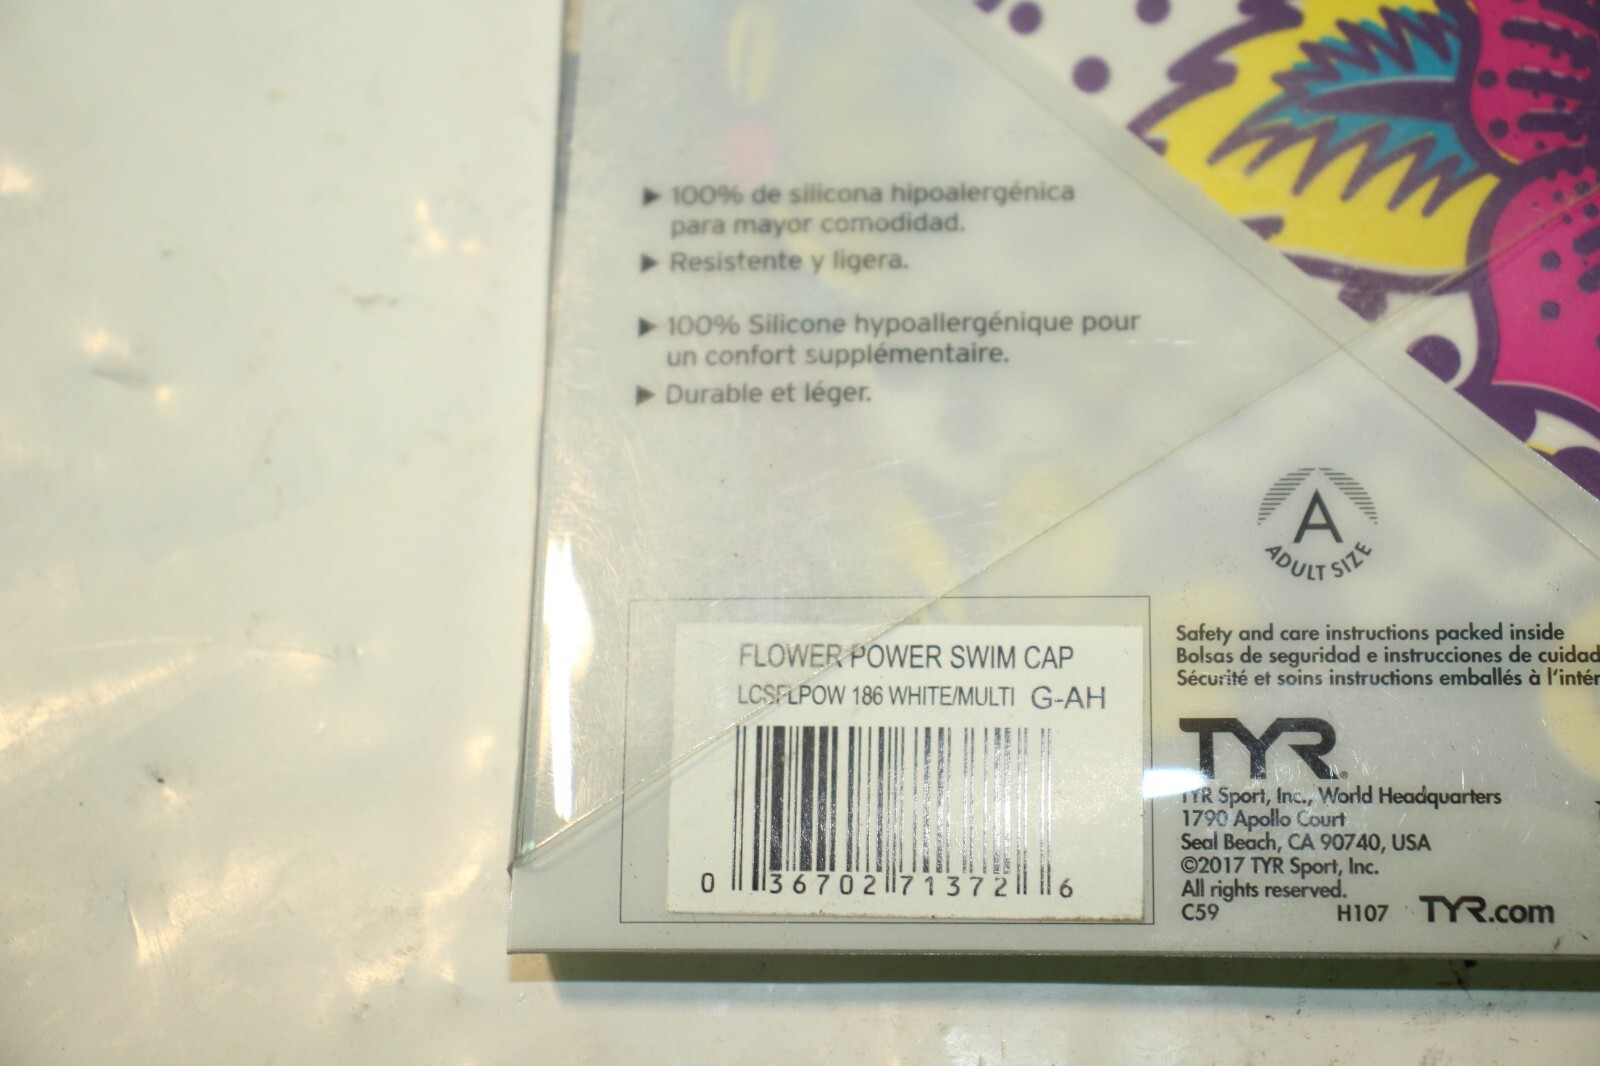 ▶ 100% de silicona hipoalergénica
para mayor comodidad.
▶ Resistente y ligera.
▶ 100% Silicone hypoallergénique pour
un confort supplémentaire.
▶ Durable et léger.
A
ADULT SIZE
FLOWER POWER SWIM CAP
LCSFLPOW 186 WHITE/MULTI G-AH
0 36702 71372 6
Safety and care instructions packed inside
Bolsas de seguridad e instrucciones de cuidad
Sécurité et soins instructions emballés à l'intér
TYR
TYR Sport, Inc., World Headquarters
1790 Apollo Court
Seal Beach, CA 90740, USA
©2017 TYR Sport, Inc.
All rights reserved.
C59 H107 TYR.com